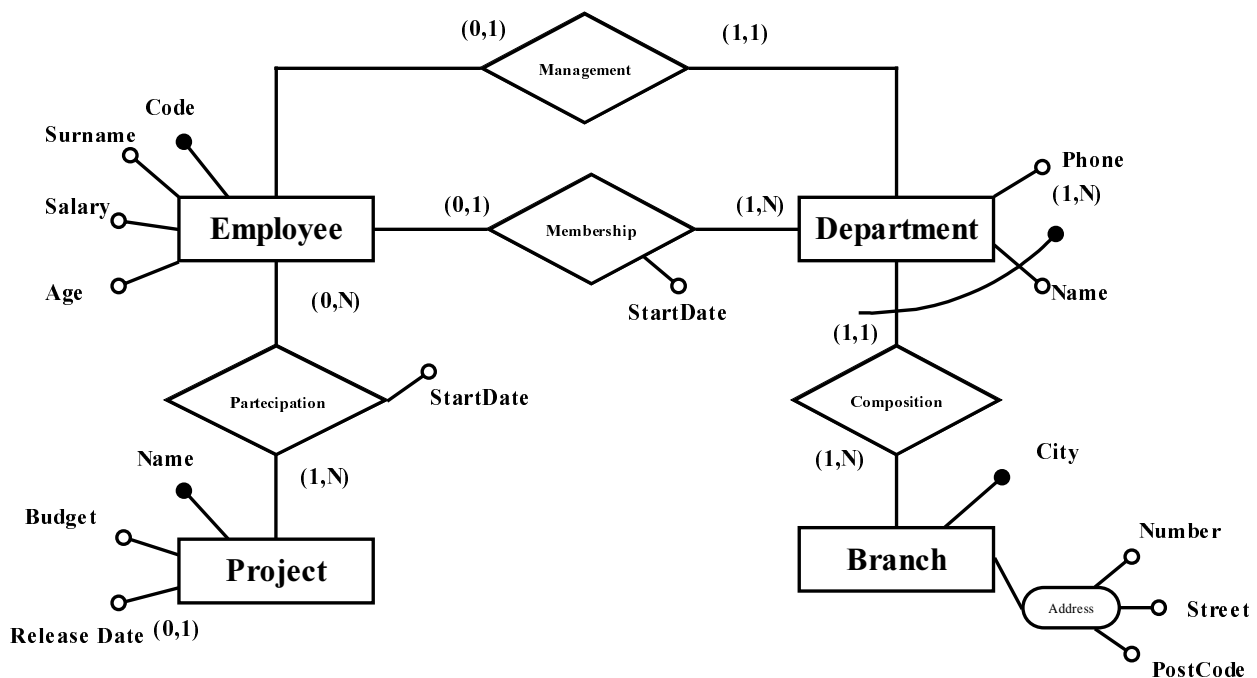 (0,1)
(1,1)
Management
Code
Surname
Salary
Age
Employee
(0,1)
Membership
(1,N)
StartDate
Department
Phone
(1,N)
Name
(0,N)
(1,1)
Partecipation
StartDate
Composition
(1,N)
(1,N)
Name
Budget
Release Date (0,1)
Project
City
Branch
Number
Address
Street
PostCode